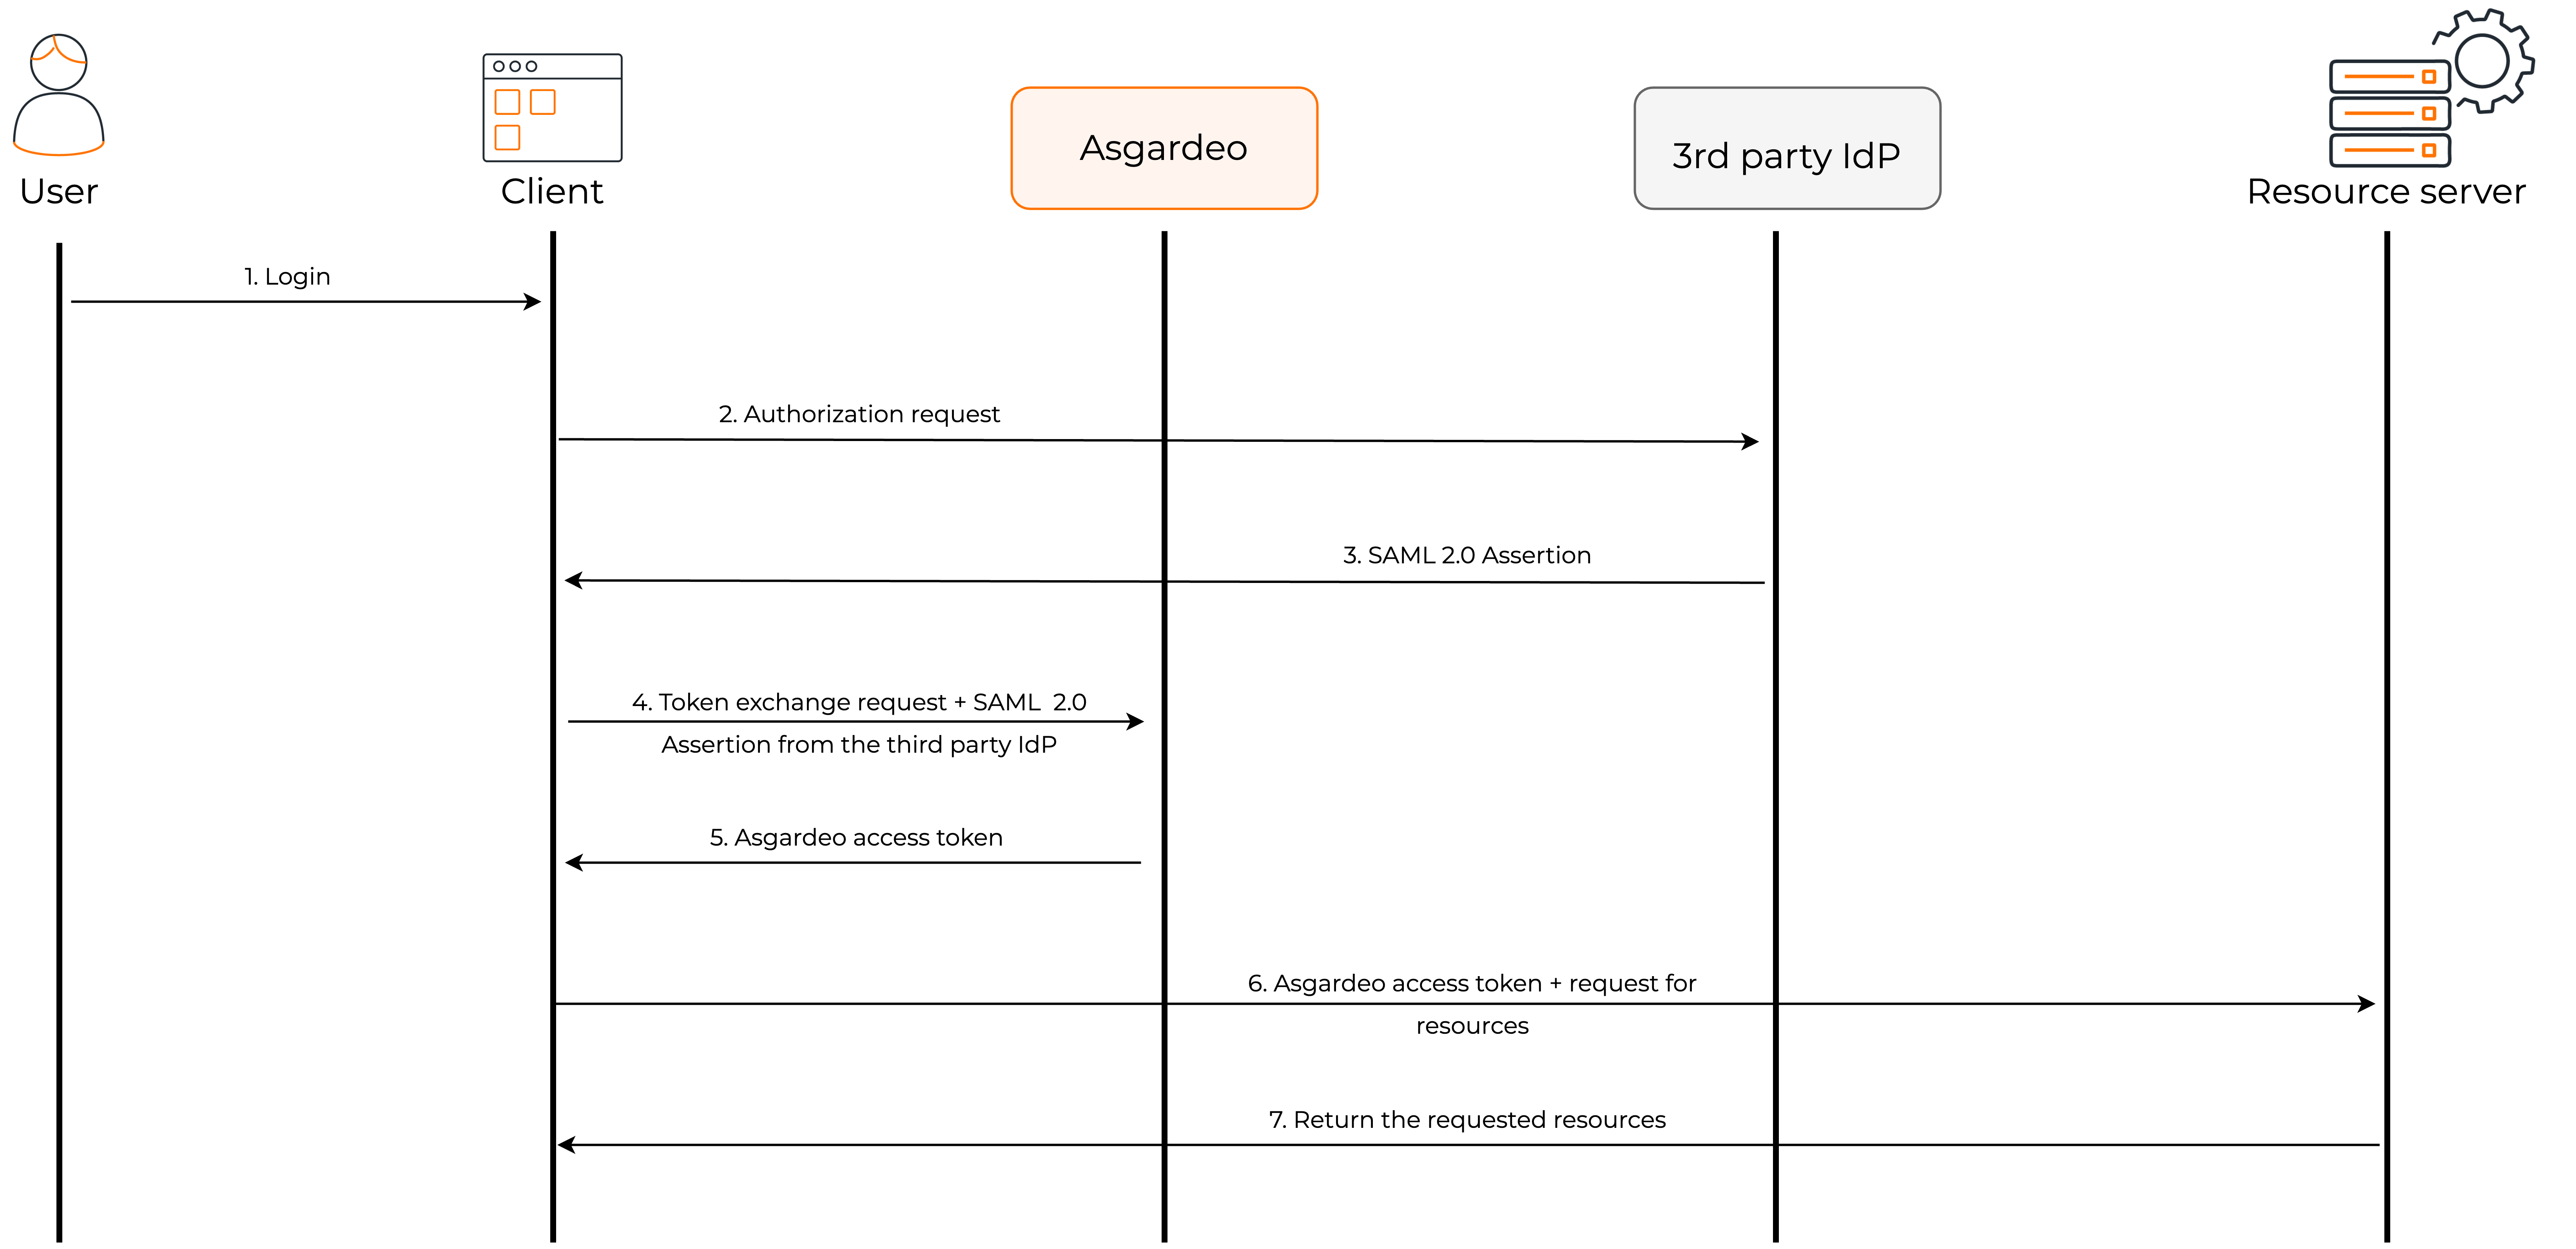 User
Client
Asgardeo
3rd party IdP
Resource server
1. Login
2. Authorization request
3. SAML 2.0 Assertion
4. Token exchange request + SAML  2.0
Assertion from the third party IdP
5. Asgardeo access token
6. Asgardeo access token + request for
resources
7. Return the requested resources